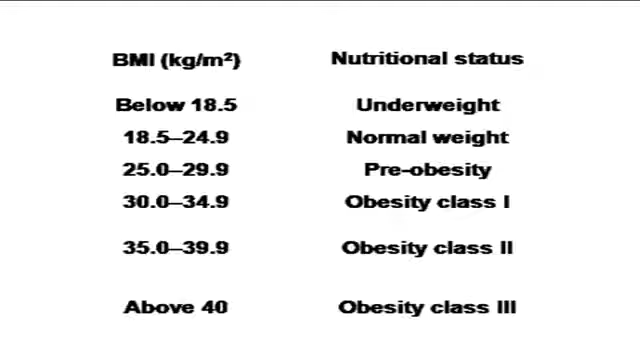 BMI (kg/m²) Nutritional status
Below 18.5 Underweight
18.5–24.9 Normal weight
25.0–29.9 Pre-obesity
30.0–34.9 Obesity class I
35.0–39.9 Obesity class II
Above 40 Obesity class III